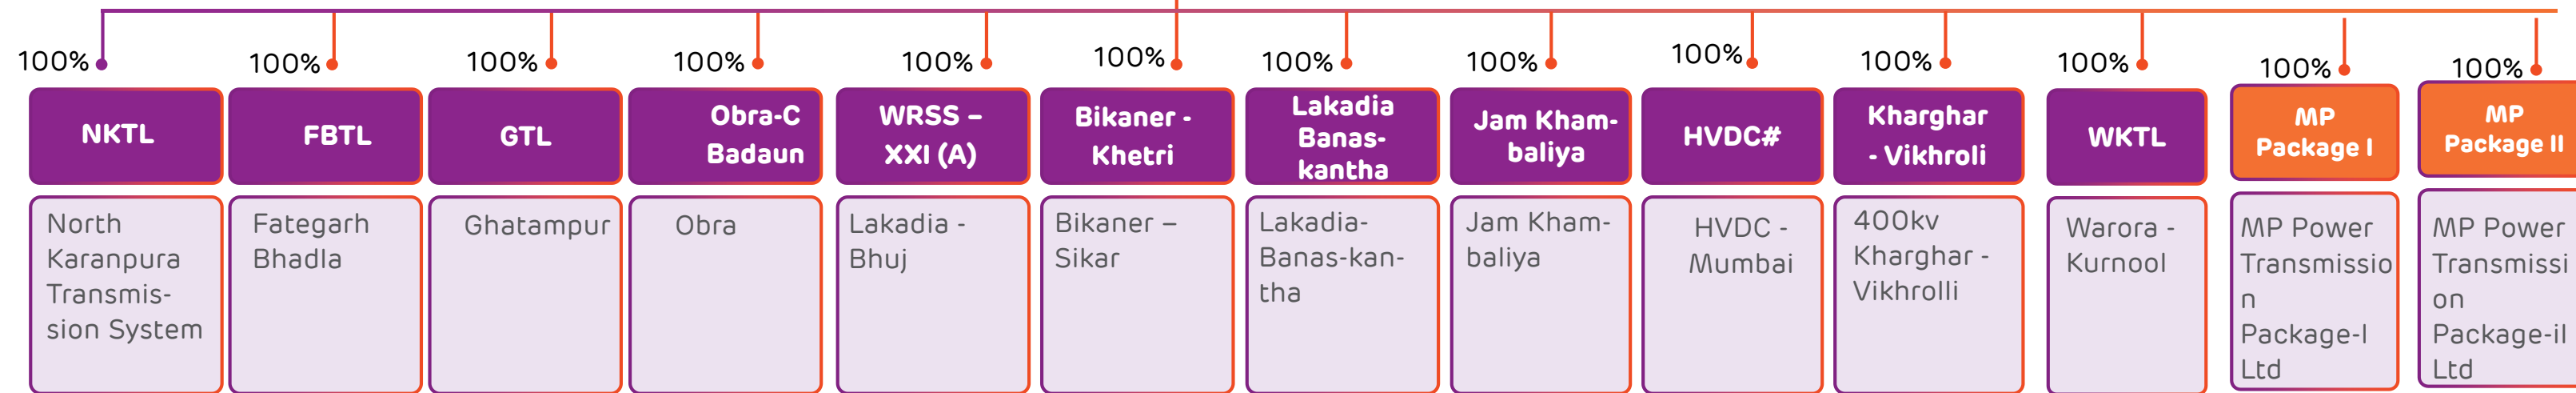 100%
100%
100%
100%
100%
100%
100%
100%
100%
100%
100%
100%
100%
NKTL
FBTL
GTL
Obra-C
Badaun
WRSS –
XXI (A)
Bikaner -
Khetri
Lakadia
Banas-
kantha
Jam Kham-
baliya
HVDC#
Kharghar
- Vikhroli
WKTL
MP
Package I
MP
Package II
North
Karanpura
Transmis-
sion System
Fategarh
Bhadla
Ghatampur
Obra
Lakadia -
Bhuj
Bikaner –
Sikar
Lakadia-
Banas-kan-
tha
Jam Kham-
baliya
HVDC -
Mumbai
400kv
Kharghar -
Vikhrolli
Warora -
Kurnool
MP Power
Transmissio
n
Package-l
Ltd
MP Power
Transmissi
on
Package-il
Ltd